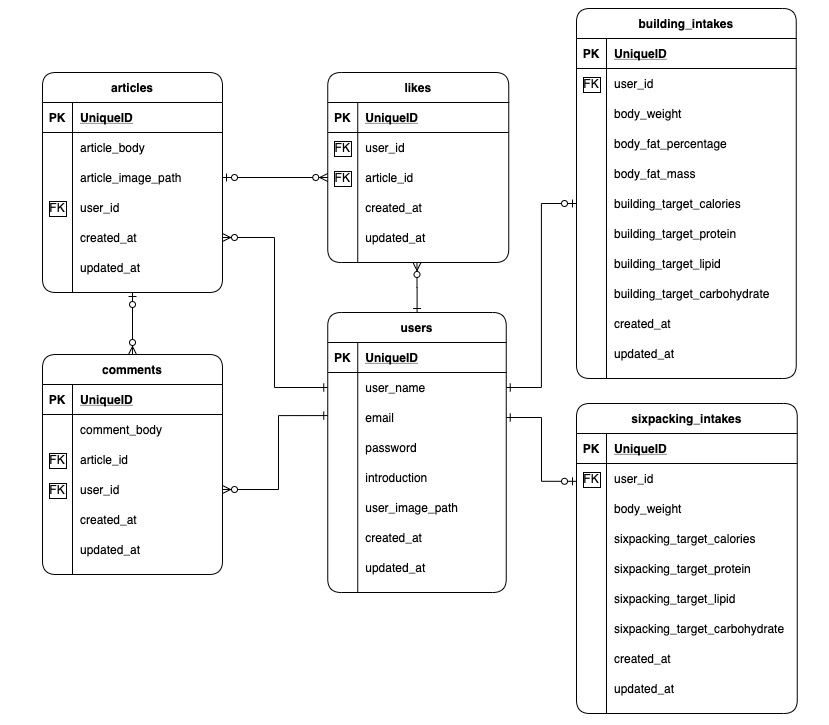 building_intakes
PK UniqueID
FK user_id
body_weight
body_fat_percentage
body_fat_mass
building_target_calories
building_target_protein
building_target_lipid
building_target_carbohydrate
created_at
updated_at
articles
PK UniqueID
article_body
article_image_path
FK user_id
created_at
updated_at
likes
PK UniqueID
FK user_id
FK article_id
created_at
updated_at
users
PK UniqueID
user_name
email
password
introduction
user_image_path
created_at
updated_at
comments
PK UniqueID
comment_body
FK article_id
FK user_id
created_at
updated_at
sixpacking_intakes
PK UniqueID
FK user_id
body_weight
sixpacking_target_calories
sixpacking_target_protein
sixpacking_target_lipid
sixpacking_target_carbohydrate
created_at
updated_at